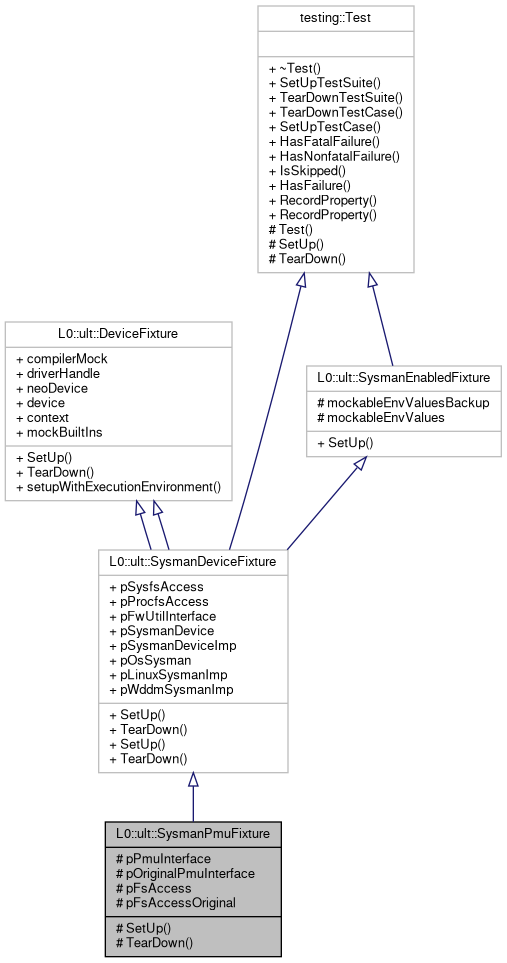 testing::Test
+ ~Test()
+ SetUpTestSuite()
+ TearDownTestSuite()
+ TearDownTestCase()
+ SetUpTestCase()
+ HasFatalFailure()
+ HasNonfatalFailure()
+ IsSkipped()
+ HasFailure()
+ RecordProperty()
+ RecordProperty()
# Test()
# SetUp()
# TearDown()
L0::ult::DeviceFixture
+ compilerMock
+ driverHandle
+ neoDevice
+ device
+ context
+ mockBuiltIns
+ SetUp()
+ TearDown()
+ setupWithExecutionEnvironment()
L0::ult::SysmanEnabledFixture
# mockableEnvValuesBackup
# mockableEnvValues
+ SetUp()
L0::ult::SysmanDeviceFixture
+ pSysfsAccess
+ pProcfsAccess
+ pFwUtilInterface
+ pSysmanDevice
+ pSysmanDeviceImp
+ pOsSysman
+ pLinuxSysmanImp
+ pWddmSysmanImp
+ SetUp()
+ TearDown()
+ SetUp()
+ TearDown()
L0::ult::SysmanPmuFixture
# pPmuInterface
# pOriginalPmuInterface
# pFsAccess
# pFsAccessOriginal
# SetUp()
# TearDown()